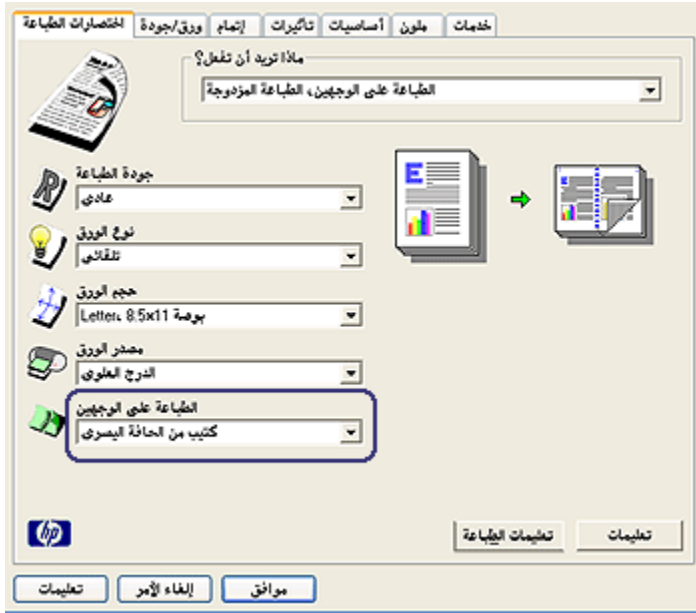 اختصارات الطباعة
ورق/جودة
إتمام
تأثيرات
أساسيات
ملون
خدمات
ماذا تريد أن تفعل؟
الطباعة على الوجهين، الطباعة المزدوجة
جودة الطباعة
عادي
نوع الورق
تلقائي
حجم الورق
Letter، 8.5x11 بوصة
مصدر الورق
الدرج العلوي
الطباعة على الوجهين
كتيب من الحافة اليسرى
hp
تعليمات الطباعة
تعليمات
تعليمات
إلغاء الأمر
موافق